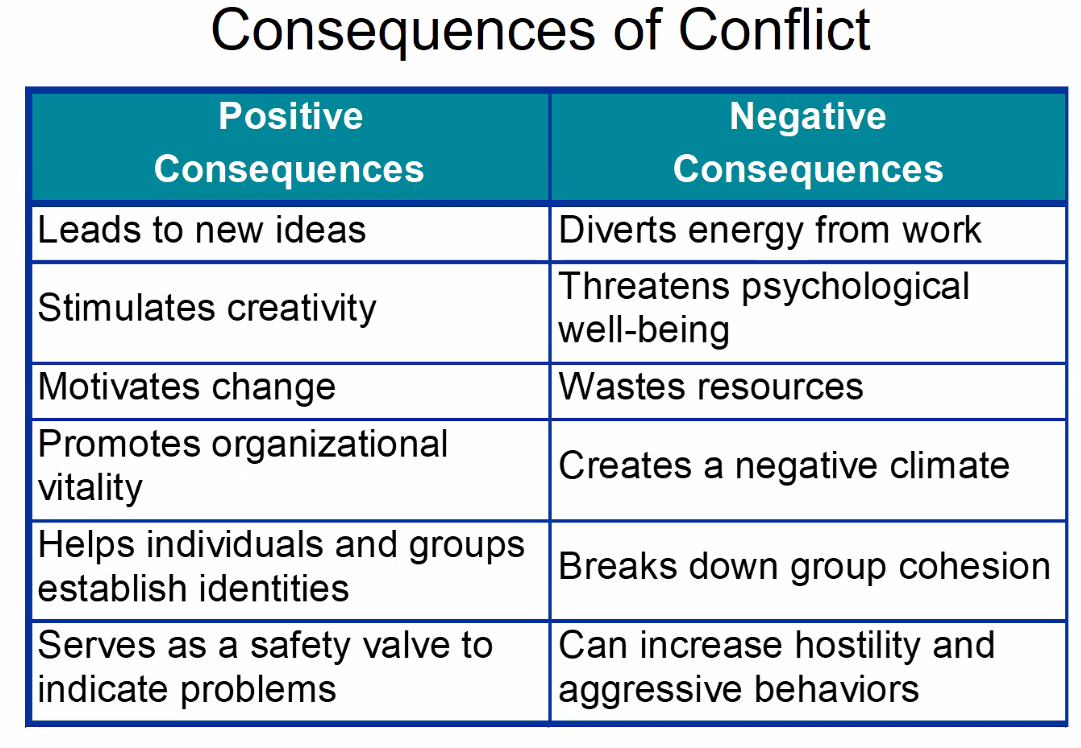 Consequences of Conflict
Positive
Consequences
Negative
Consequences
Leads to new ideas
Diverts energy from work
Stimulates creativity
Threatens psychological
well-being
Motivates change
Wastes resources
Promotes organizational
vitality
Creates a negative climate
Helps individuals and groups
establish identities
Breaks down group cohesion
Serves as a safety valve to
indicate problems
Can increase hostility and
aggressive behaviors